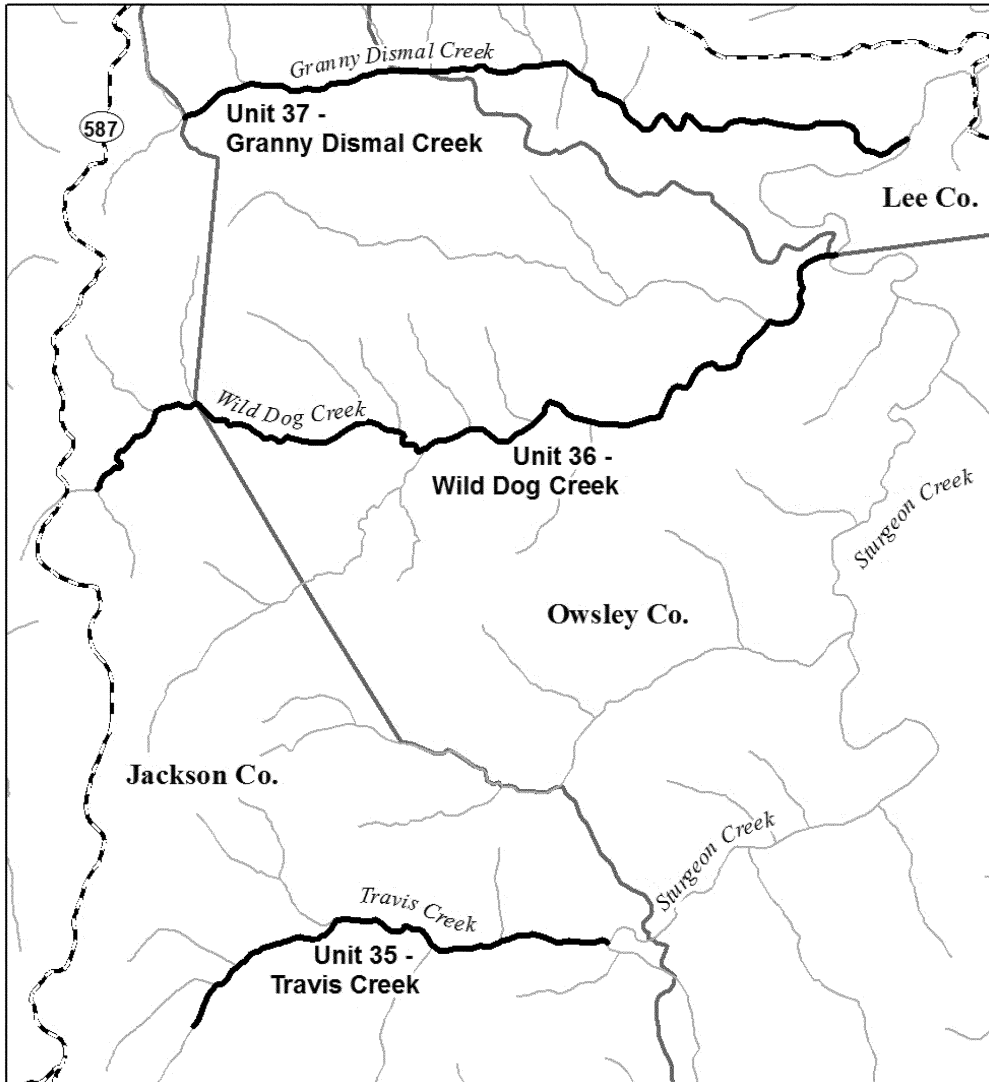 Granny Dismal Creek
587
Unit 37 -
Granny Dismal Creek
Lee Co.
Wild Dog Creek
Unit 36 -
Wild Dog Creek
Sturgeon Creek
Owsley Co.
Jackson Co.
Sturgeon Creek
Travis Creek
Unit 35 -
Travis Creek